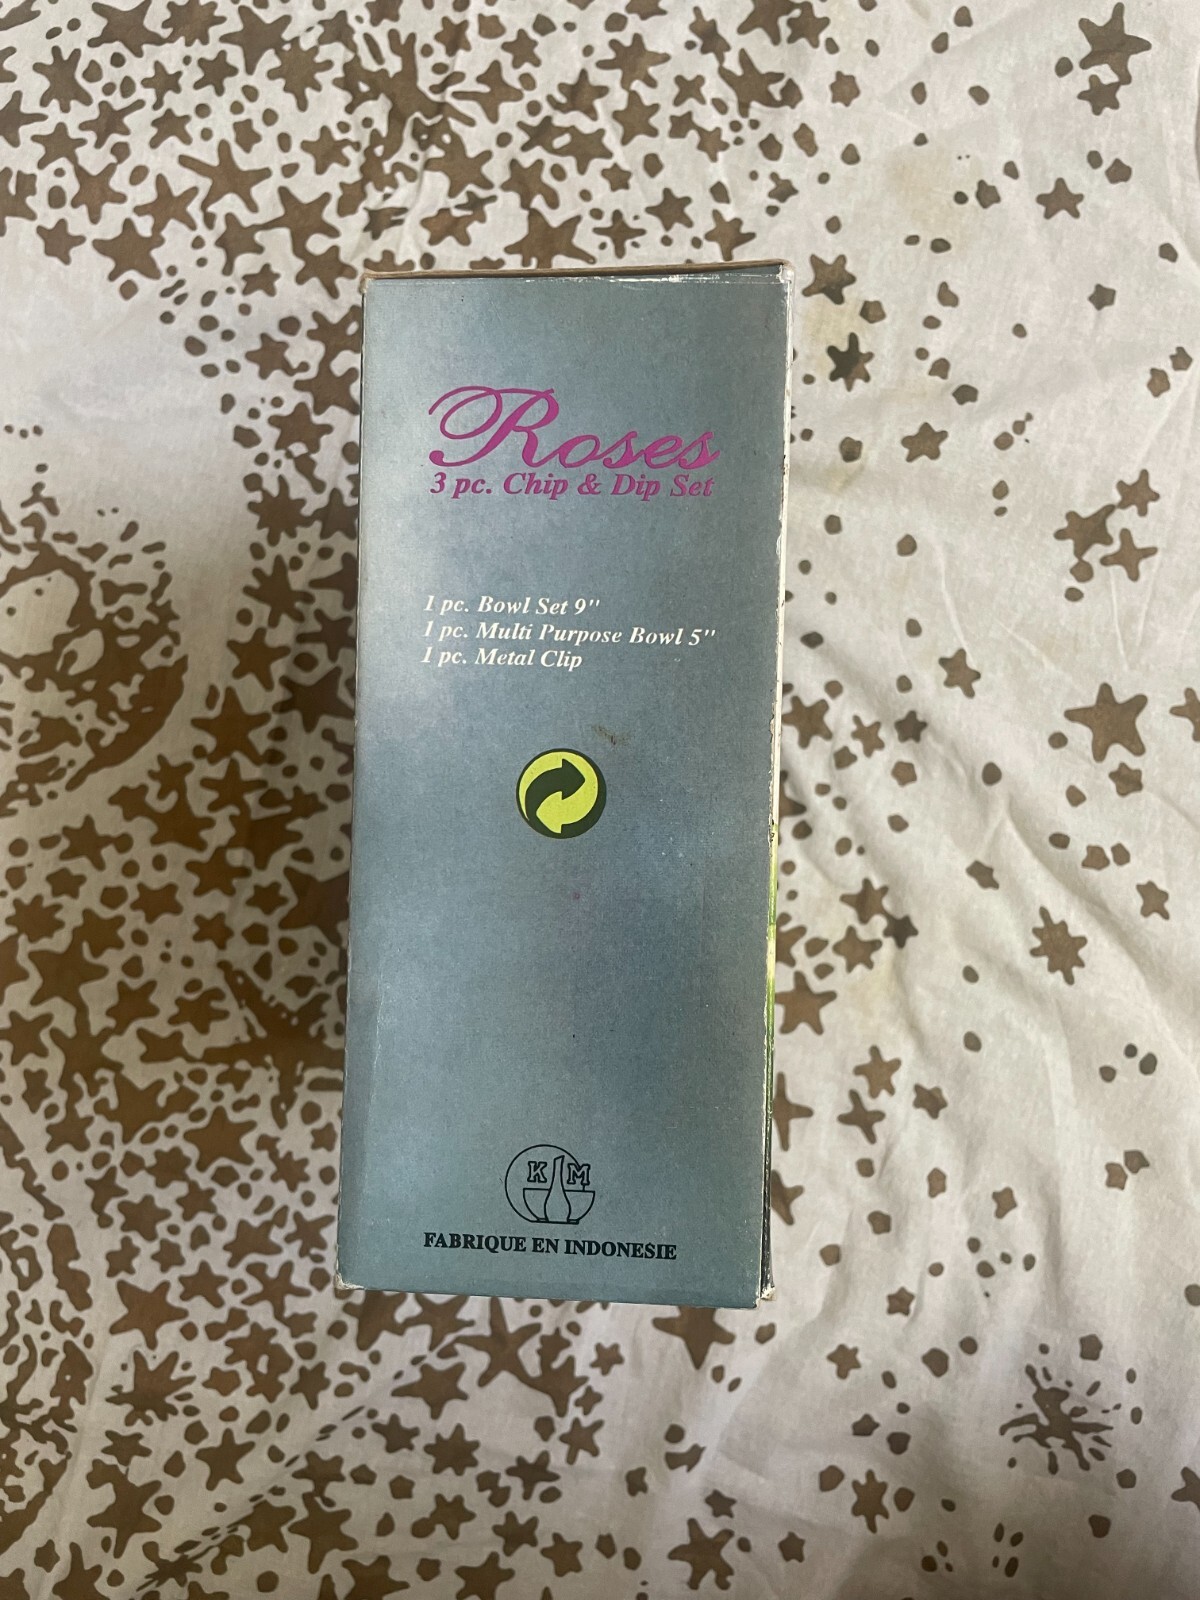 Roses
3 pc. Chip & Dip Set
1 pc. Bowl Set 9"
1 pc. Multi Purpose Bowl 5"
1 pc. Metal Clip
K M
FABRIQUE EN INDONESIE